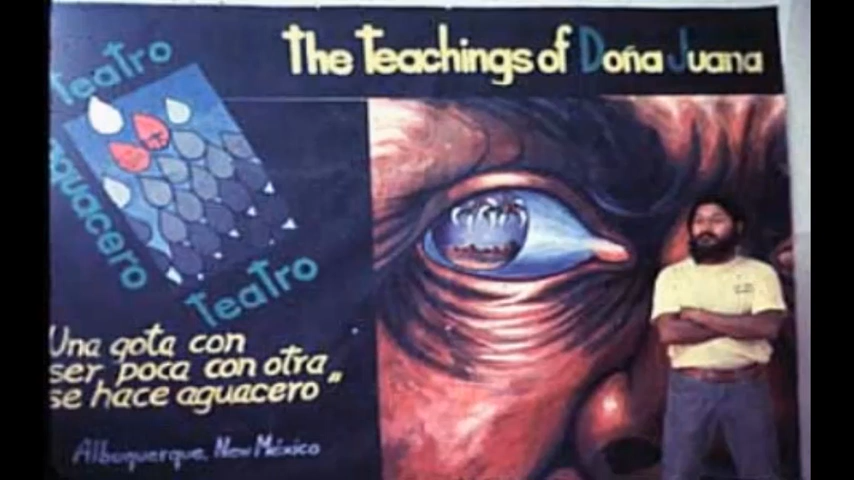 The Teachings of Doña Juana
Teatro
aguacero
Teatro
Una gota con
ser poca con otra
se hace aguacero"
Albuquerque, New México